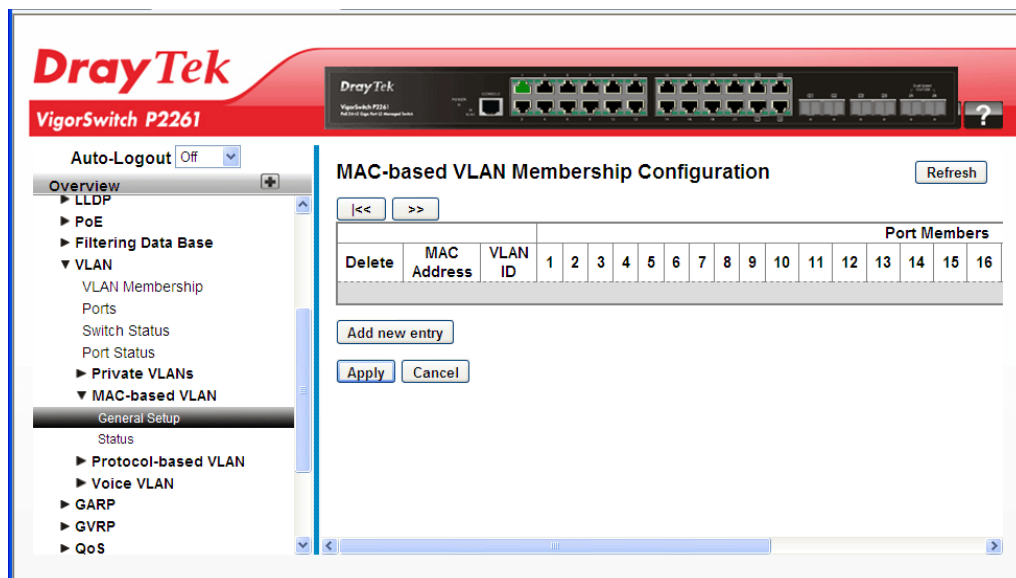 DrayTek
VigorSwitch P2261
DrayTek
VigorSwitch P2261
?
Auto-Logout Off
Overview
LLDP
PoE
Filtering Data Base
VLAN
VLAN Membership
Ports
Switch Status
Port Status
Private VLANs
MAC-based VLAN
General Setup
Status
Protocol-based VLAN
Voice VLAN
GARP
GVRP
QoS
MAC-based VLAN Membership Configuration
Refresh
|<< >>
Port Members
Delete MAC Address VLAN ID 1 2 3 4 5 6 7 8 9 10 11 12 13 14 15 16
Add new entry
Apply Cancel